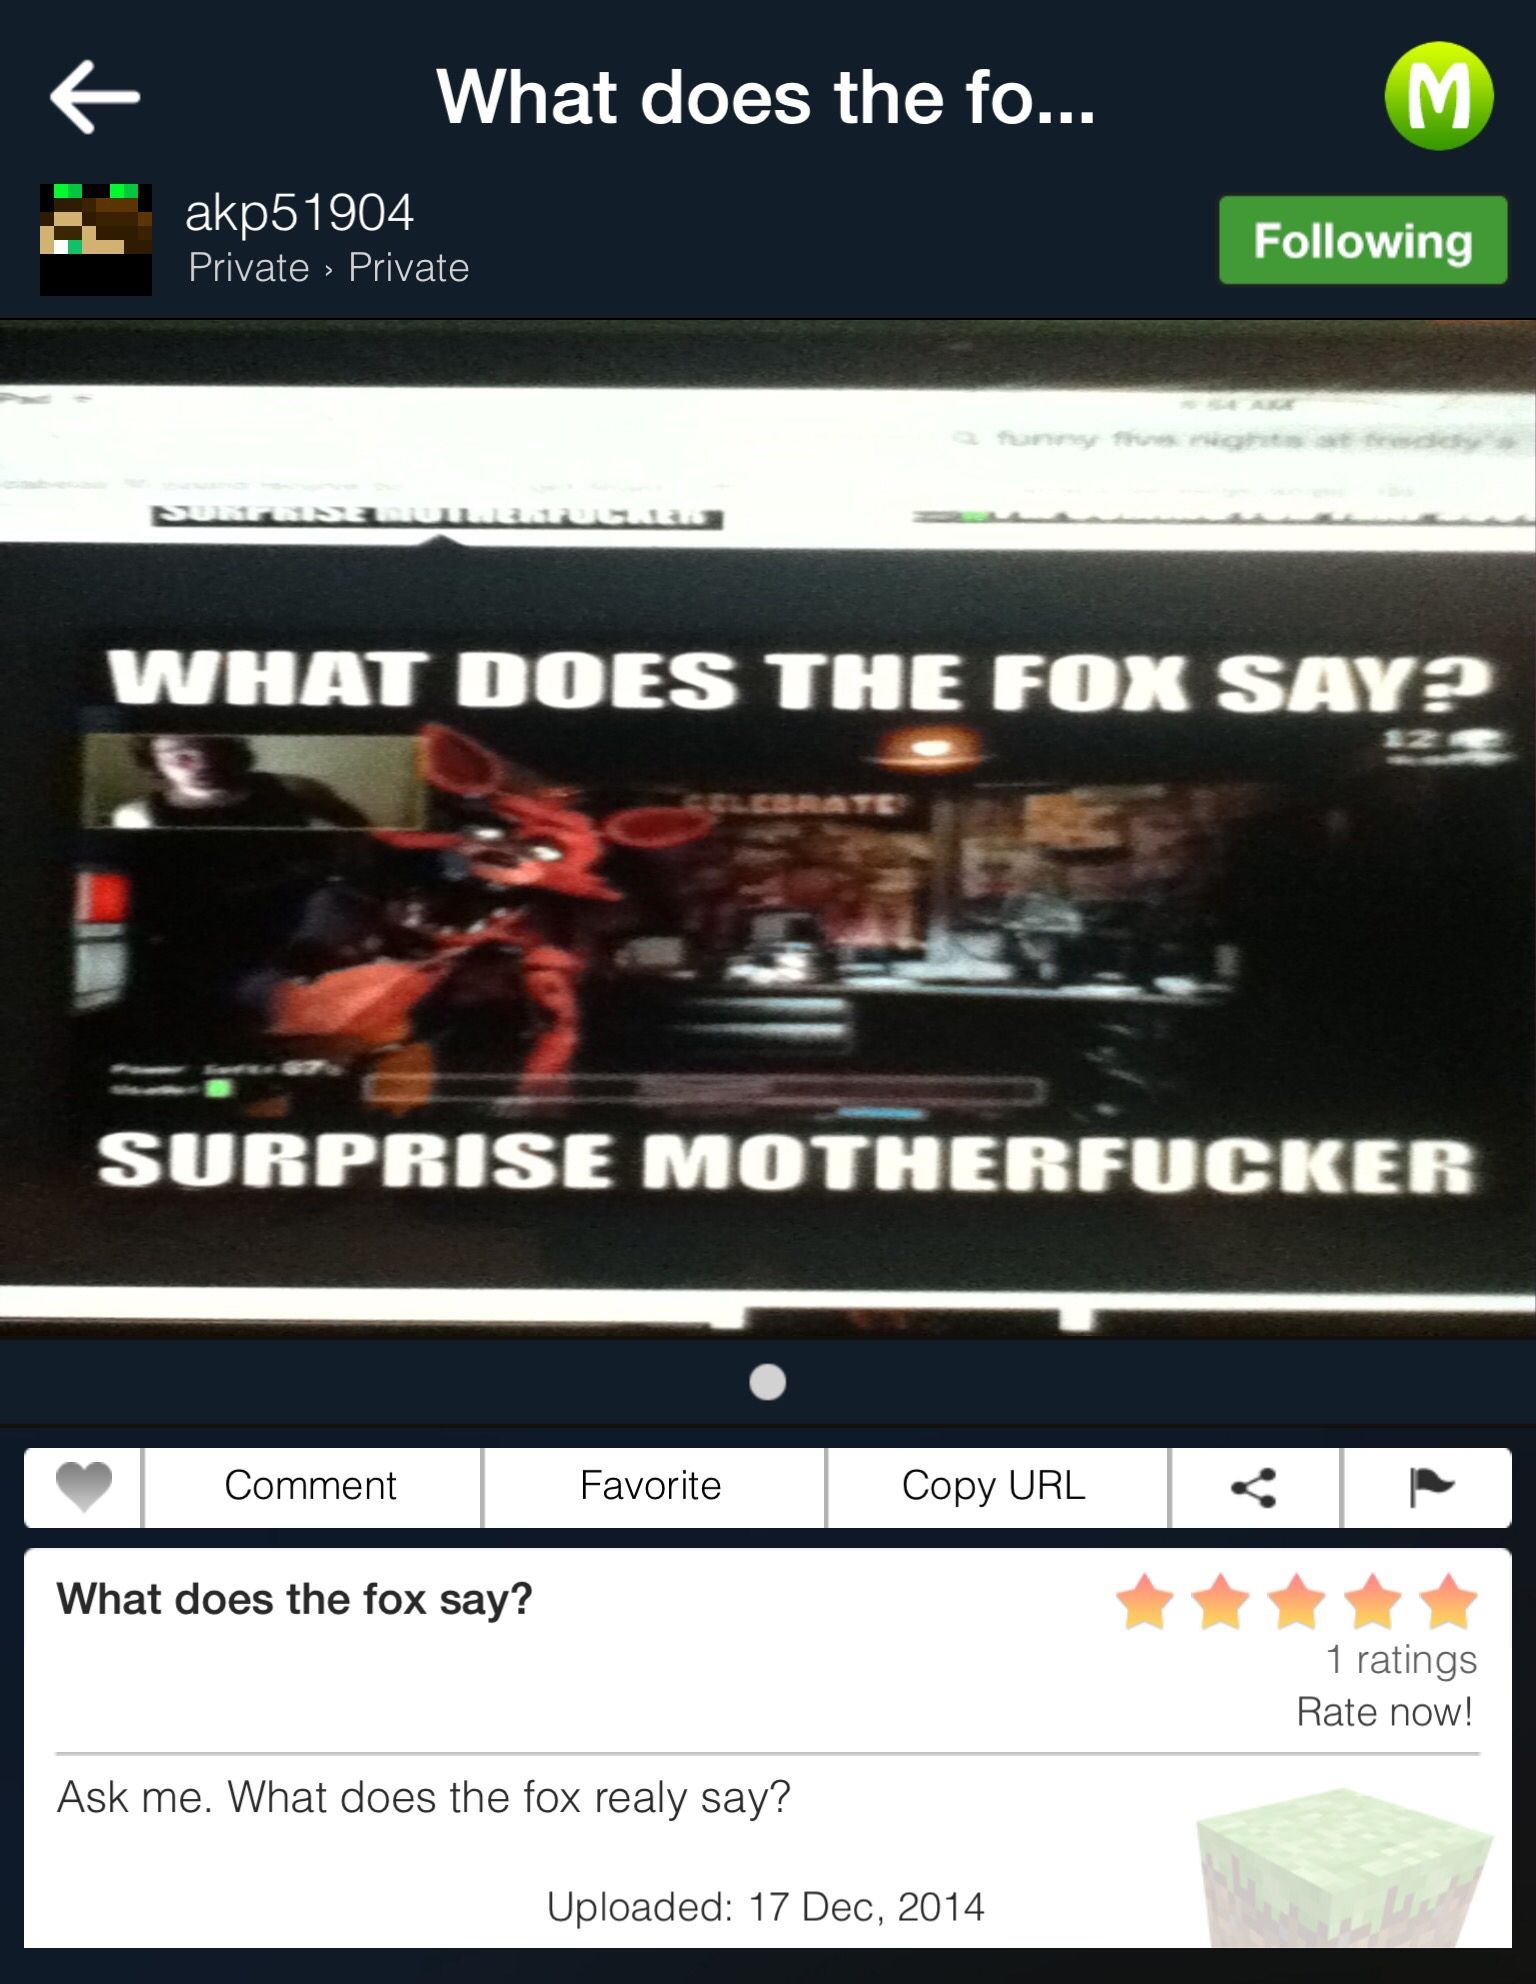 What does the fo...
M
akp51904
Private › Private
Following
funny five nights at freddy's
SURPRISE MOTHERFUCKER
WHAT DOES THE FOX SAY?
12
CELEBRATE
SURPRISE MOTHERFUCKER
Comment
Favorite
Copy URL
What does the fox say?
1 ratings
Rate now!
Ask me. What does the fox realy say?
Uploaded: 17 Dec, 2014